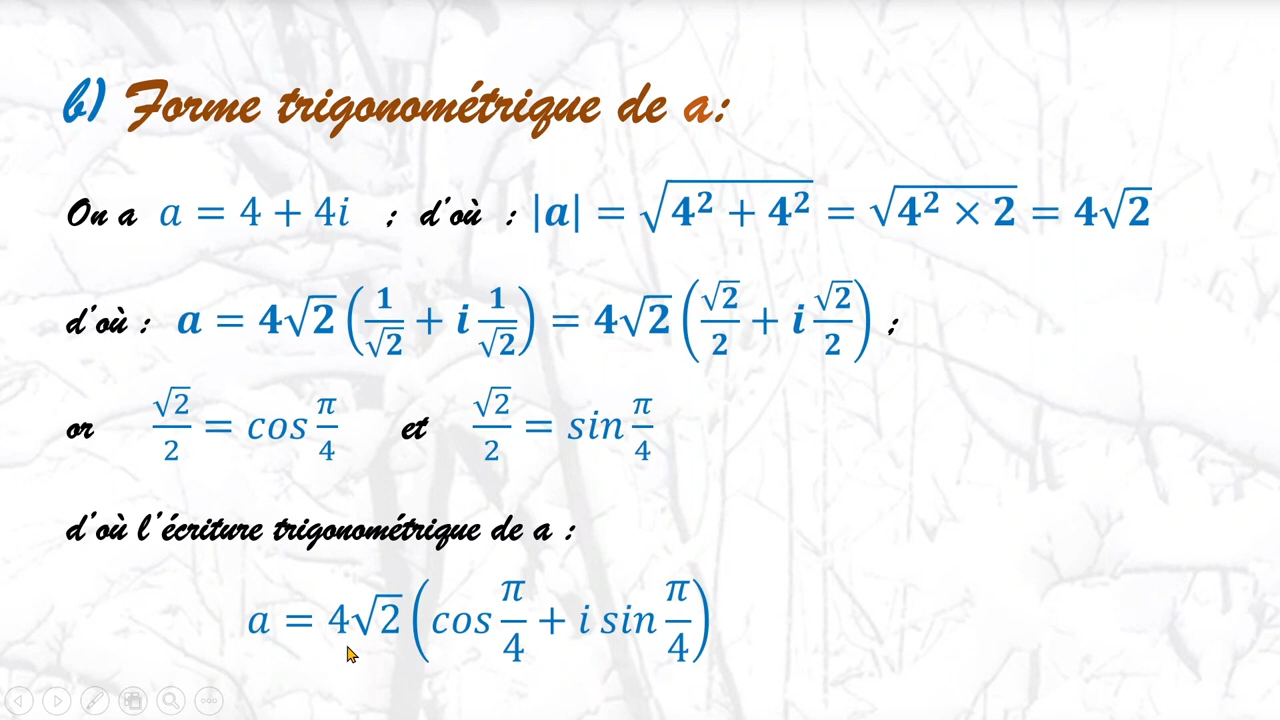 b) Forme trigonométrique de a:
On a a = 4 + 4i ; d'où : |a| = √(4² + 4²) = √(4² × 2) = 4√2
d'où : a = 4√2 (1/√2 + i 1/√2) = 4√2 (√2/2 + i √2/2) ;
or √2/2 = cos π/4 et √2/2 = sin π/4
d'où l'écriture trigonométrique de a :
a = 4√2 (cos π/4 + i sin π/4)